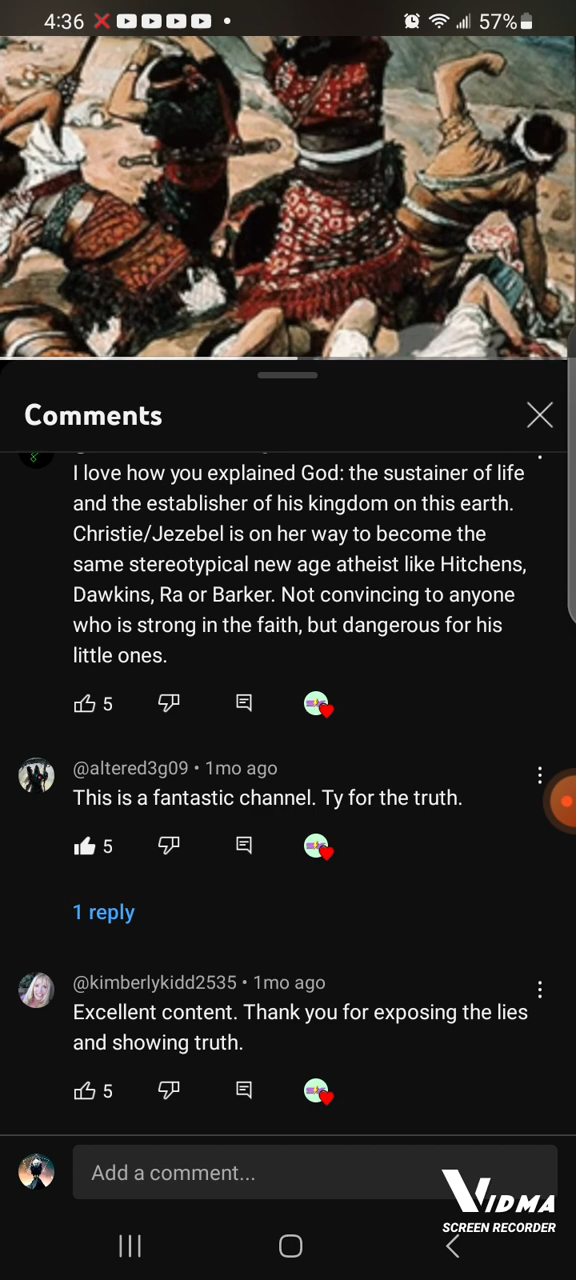 4:36
57%
Comments
I love how you explained God: the sustainer of life
and the establisher of his kingdom on this earth.
Christie/Jezebel is on her way to become the
same stereotypical new age atheist like Hitchens,
Dawkins, Ra or Barker. Not convincing to anyone
who is strong in the faith, but dangerous for his
little ones.
5
@altered3g09 • 1mo ago
This is a fantastic channel. Ty for the truth.
5
1 reply
@kimberlykidd2535 • 1mo ago
Excellent content. Thank you for exposing the lies
and showing truth.
5
Add a comment...
VIDMA
SCREEN RECORDER